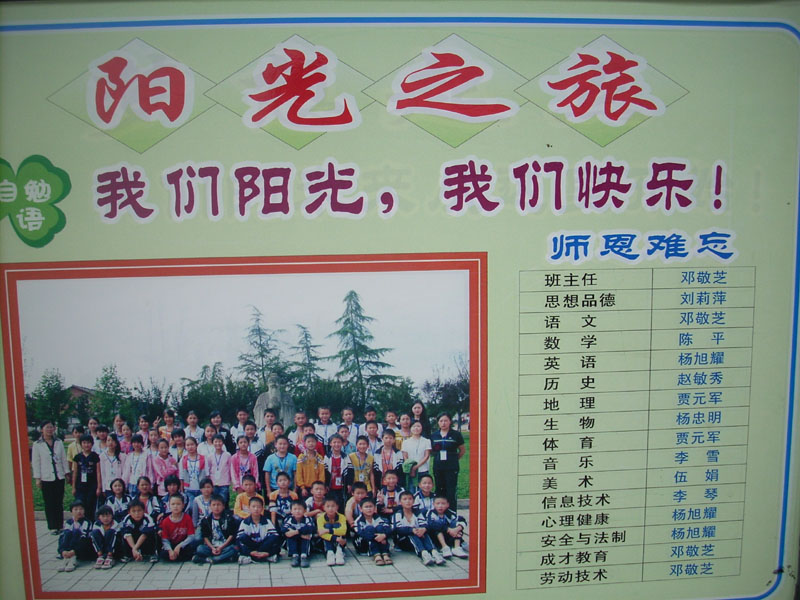 阳光之旅
我们阳光，我们快乐！
自勉
语
师恩难忘
班主任 邓敬芝
思想品德 刘莉萍
语 文 邓敬芝
数 学 陈 平
英 语 杨旭耀
历 史 赵敏秀
地 理 贾元军
生 物 杨忠明
体 育 贾元军
音 乐 李 雪
美 术 伍 娟
信息技术 李 琴
心理健康 杨旭耀
安全与法制 杨旭耀
成才教育 邓敬芝
劳动技术 邓敬芝